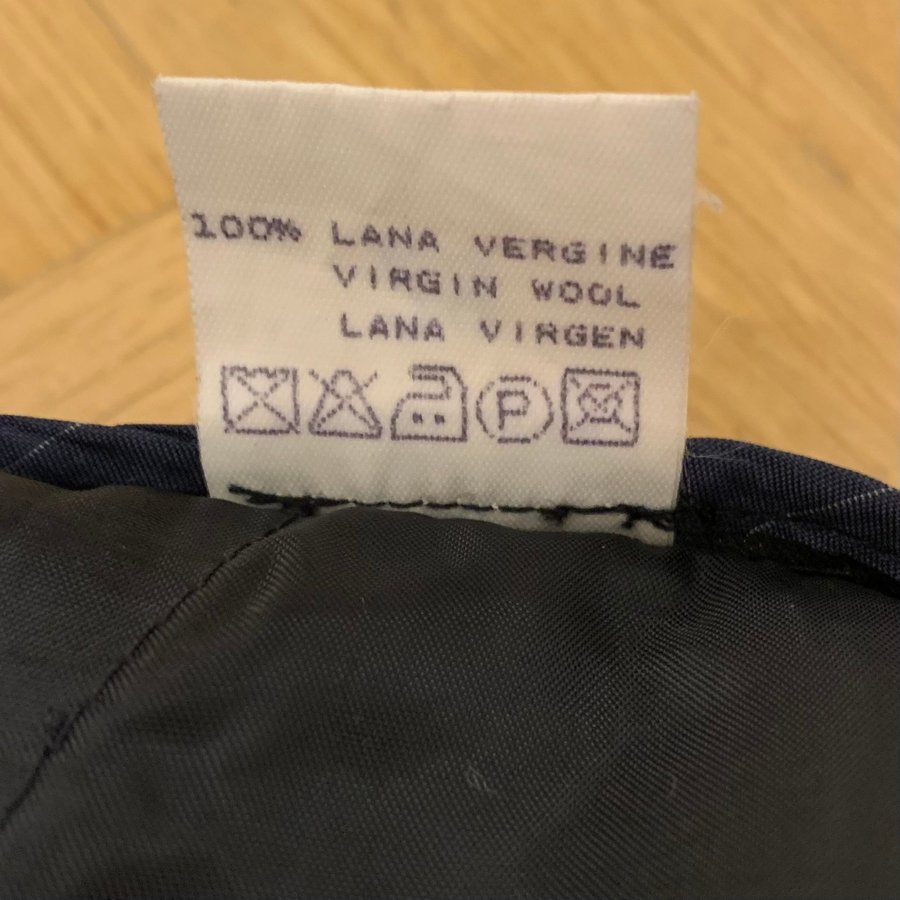 100% LANA VERGINE
VIRGIN WOOL
LANA VIRGEN
P